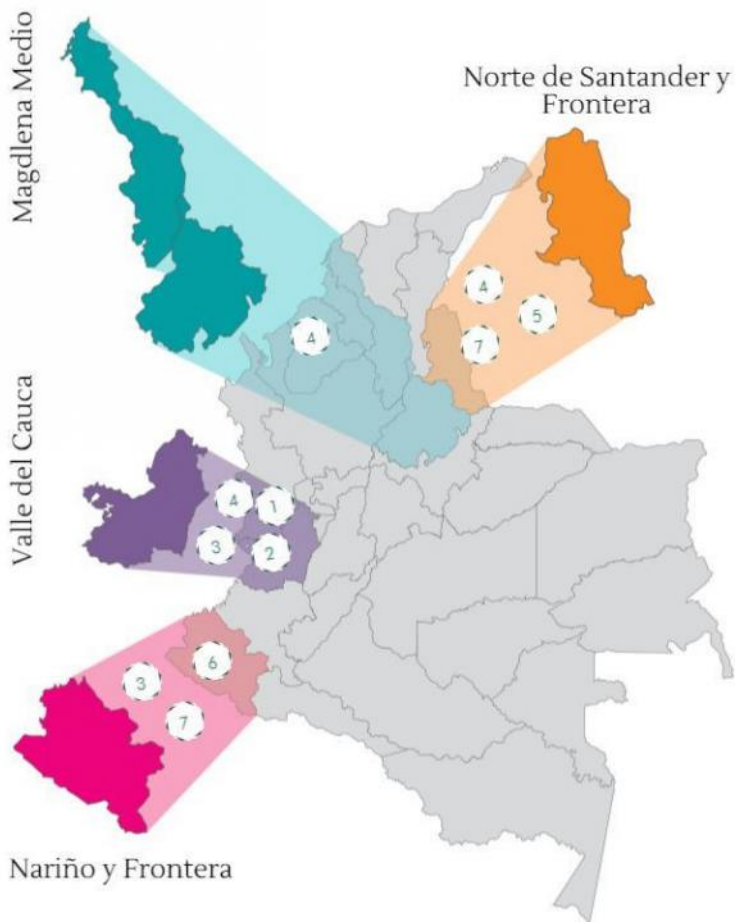 Magdlena Medio
Norte de Santander y
Frontera
4
5
7
4
Valle del Cauca
4
1
3
2
6
3
7
Nariño y Frontera